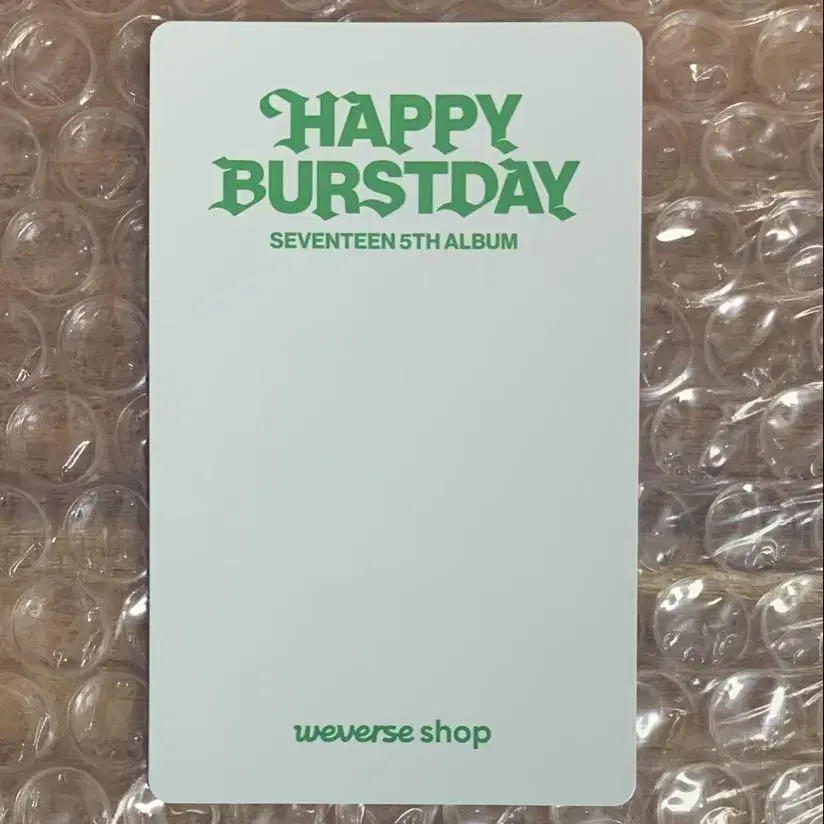 HAPPY
BURSTDAY
SEVENTEEN 5TH ALBUM
weverse shop